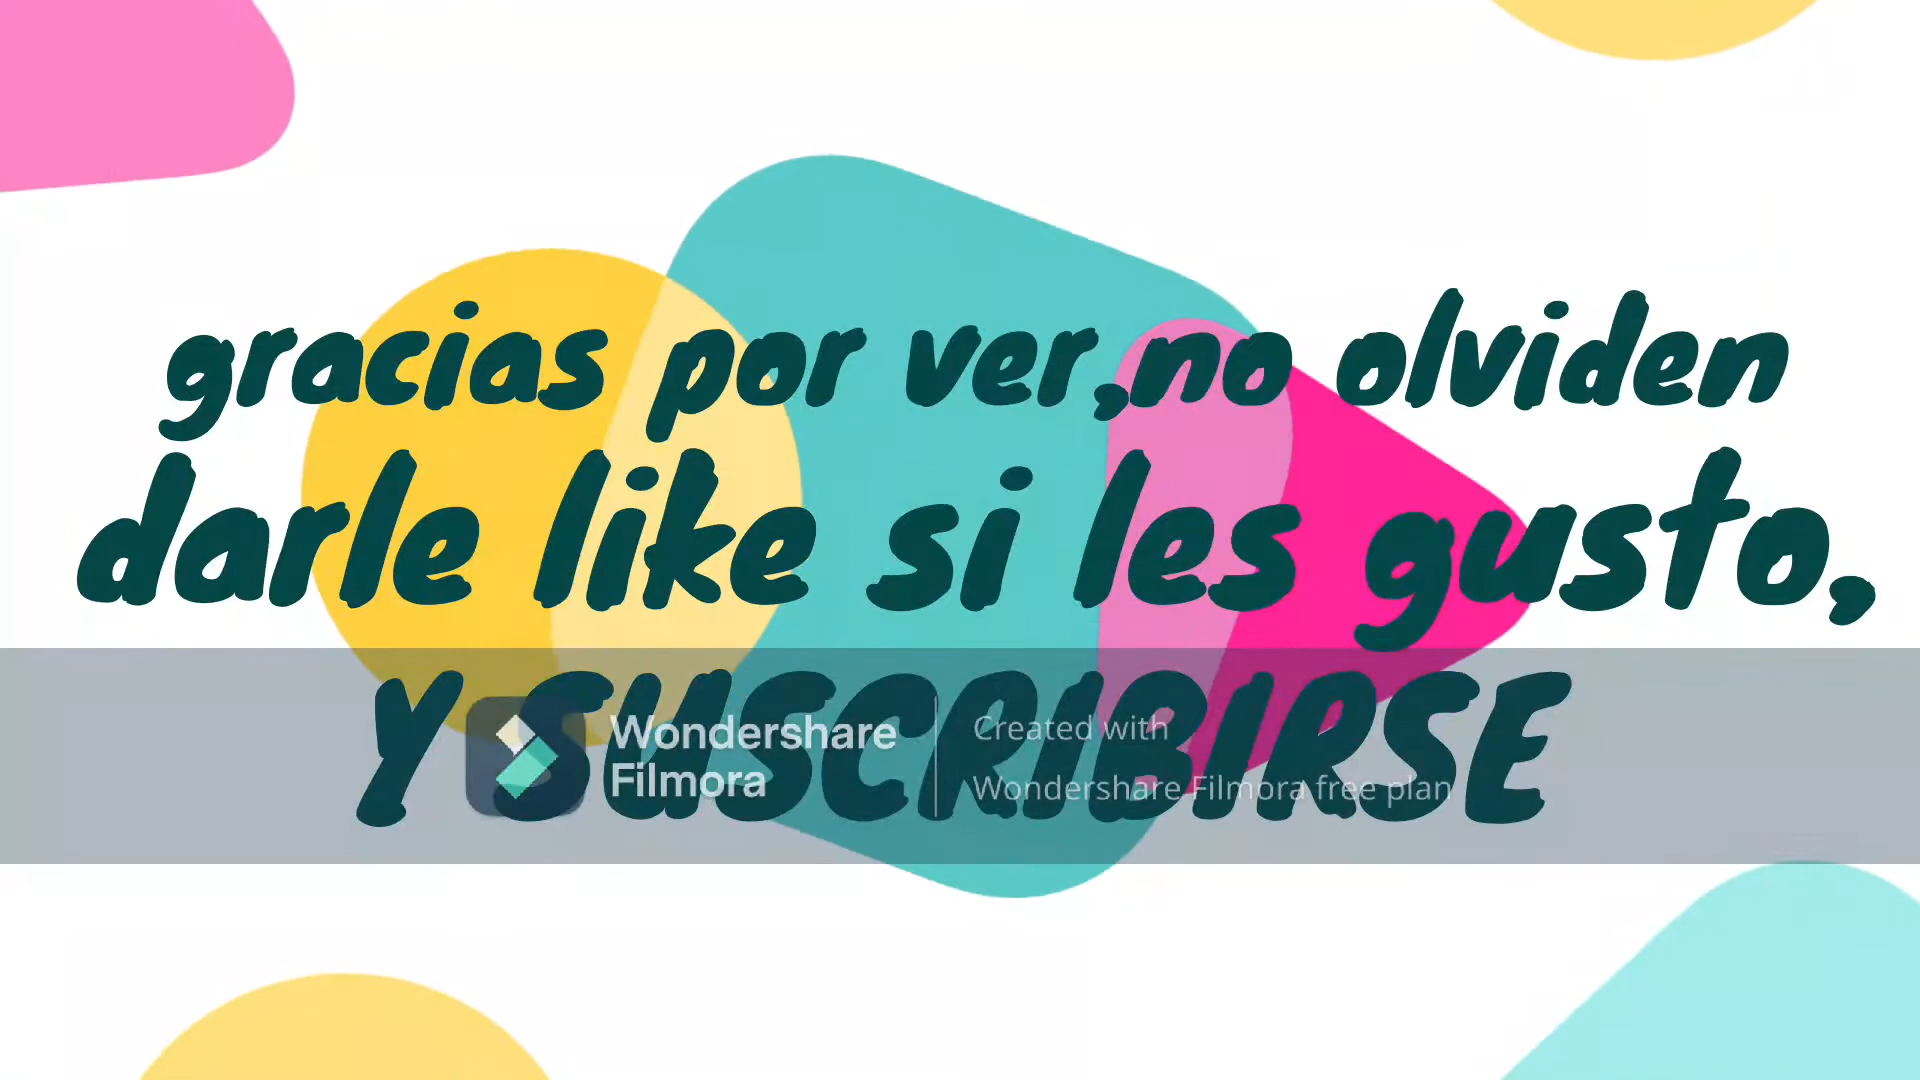 gracias por ver,no olviden
darle like si les gusto,
Y SUSCRIBIRSE
Wondershare
Filmora
Created with
Wondershare Filmora free plan